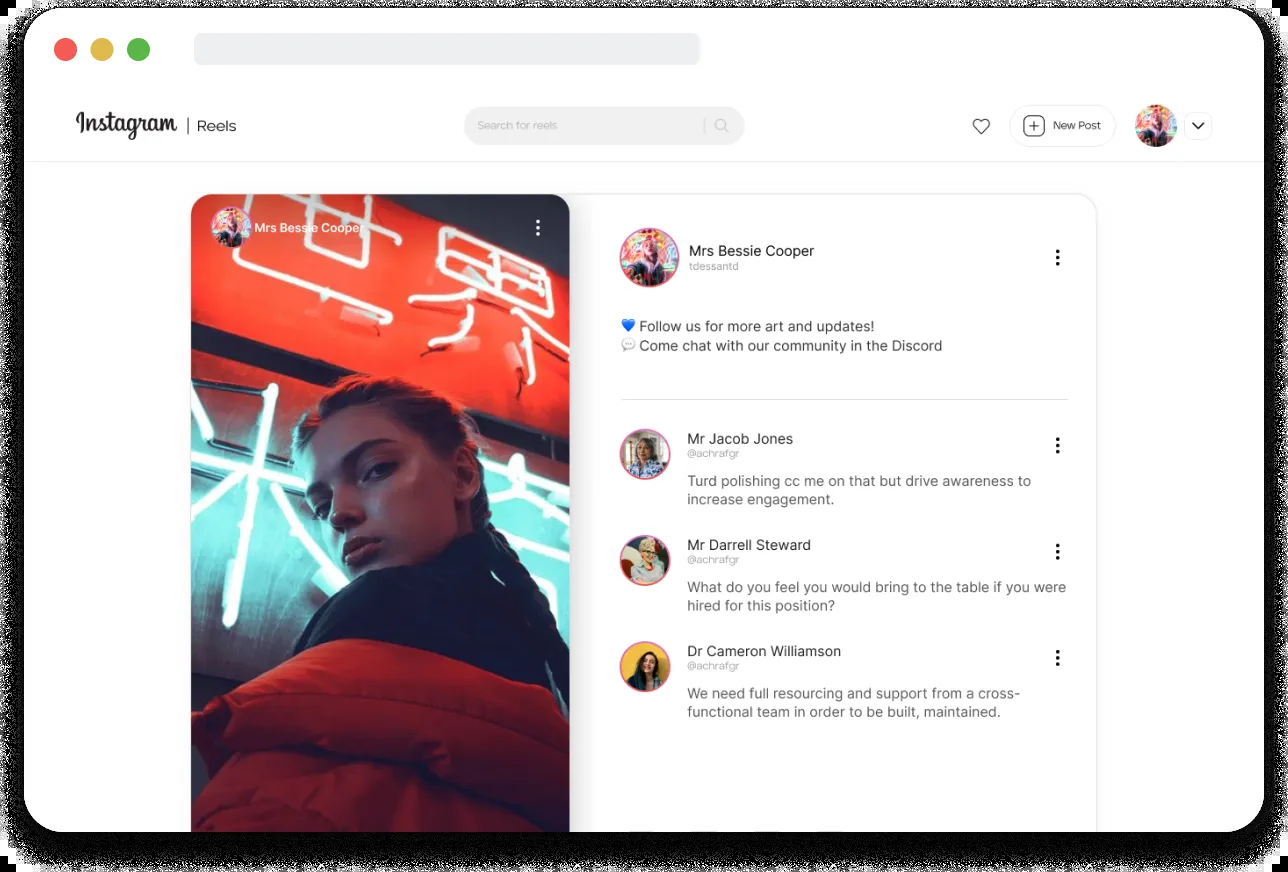 Instagram | Reels
Search for reels
New Post
世界
Mrs Bessie Cooper
Mrs Bessie Cooper
tdessantd
💙 Follow us for more art and updates!
💬 Come chat with our community in the Discord
Mr Jacob Jones
@achrafgr
Turd polishing cc me on that but drive awareness to
increase engagement.
Mr Darrell Steward
@achrafgr
What do you feel you would bring to the table if you were
hired for this position?
Dr Cameron Williamson
@achrafgr
We need full resourcing and support from a cross-
functional team in order to be built, maintained.